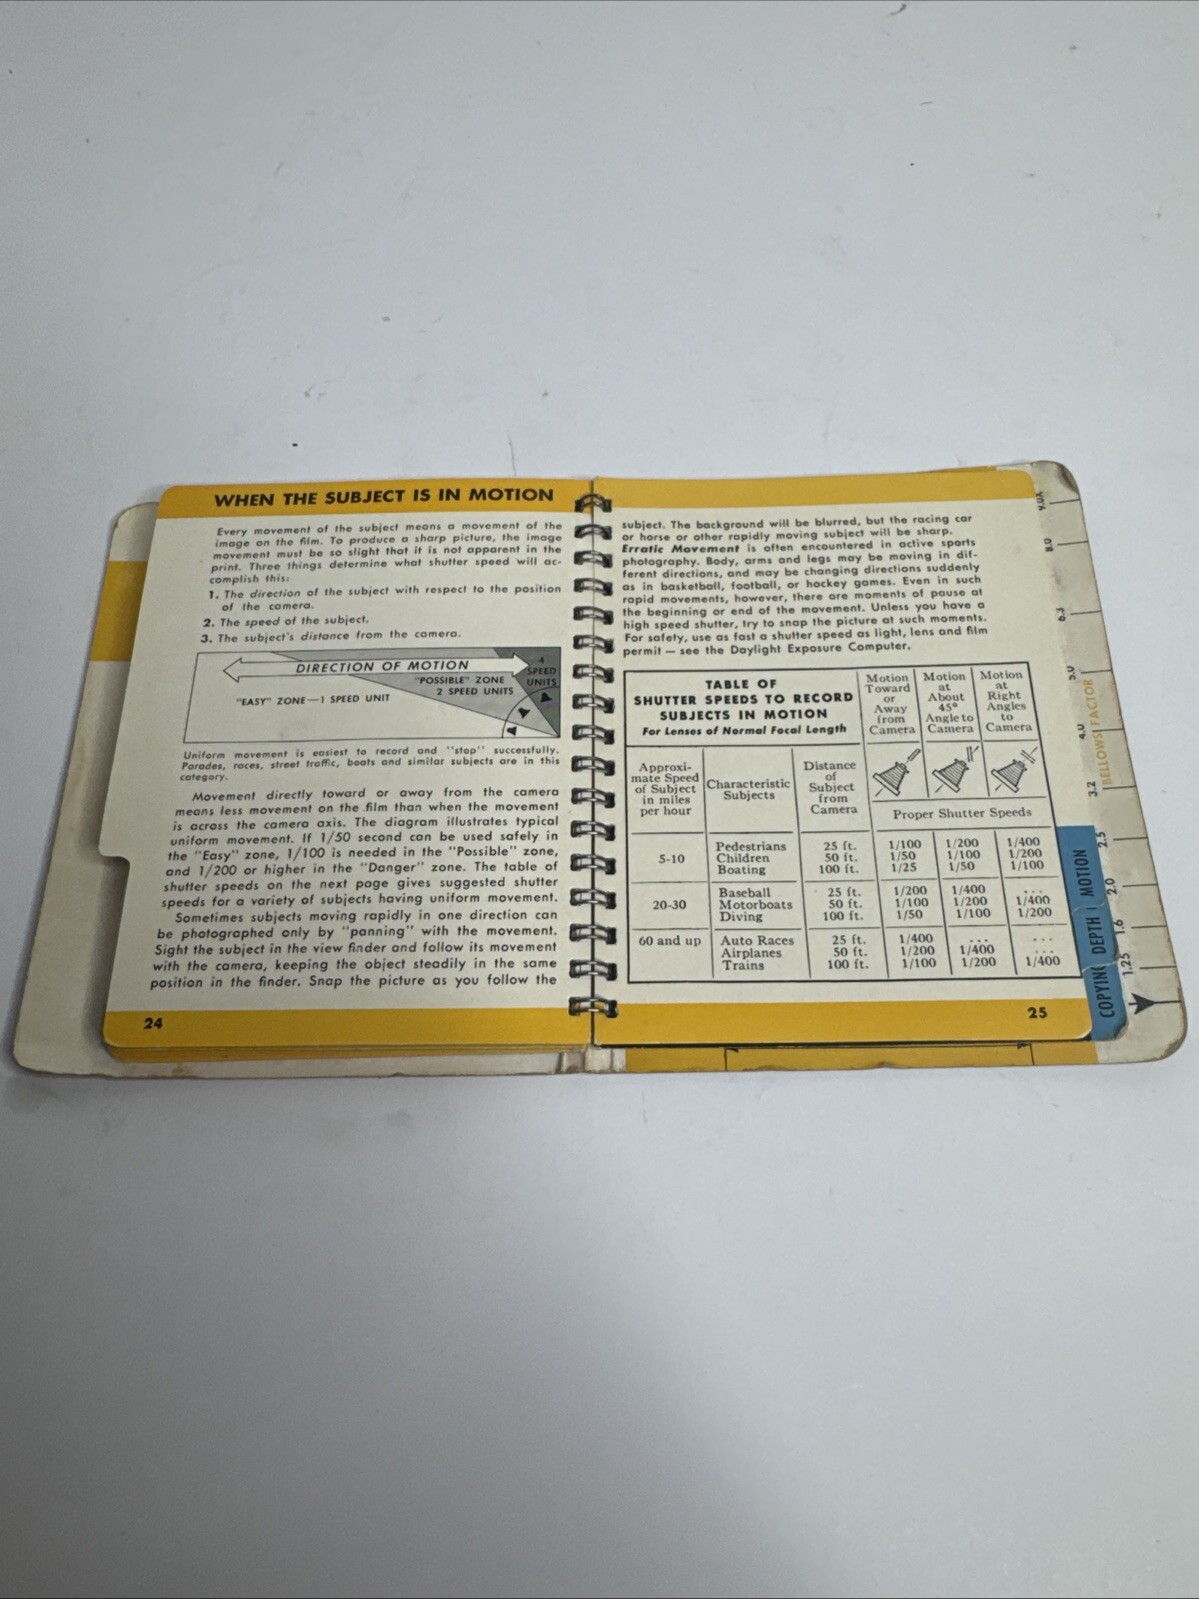 WHEN THE SUBJECT IS IN MOTION
Every movement of the subject means a movement of the
image on the film. To produce a sharp picture, the image
movement must be so slight that it is not apparent in the
print. Three things determine what shutter speed will ac-
complish this:
1. The direction of the subject with respect to the position
of the camera.
2. The speed of the subject.
3. The subject's distance from the camera.
DIRECTION OF MOTION
4
SPEED
UNITS
"POSSIBLE" ZONE
2 SPEED UNITS
"EASY" ZONE—1 SPEED UNIT
Uniform movement is easiest to record and "stop" successfully.
Parades, races, street traffic, boats and similar subjects are in this
category.
Movement directly toward or away from the camera
means less movement on the film than when the movement
is across the camera axis. The diagram illustrates typical
uniform movement. If 1/50 second can be used safely in
the "Easy" zone, 1/100 is needed in the "Possible" zone,
and 1/200 or higher in the "Danger" zone. The table of
shutter speeds on the next page gives suggested shutter
speeds for a variety of subjects having uniform movement.
Sometimes subjects moving rapidly in one direction can
be photographed only by "panning" with the movement.
Sight the subject in the view finder and follow its movement
with the camera, keeping the object steadily in the same
position in the finder. Snap the picture as you follow the
24
subject. The background will be blurred, but the racing car
or horse or other rapidly moving subject will be sharp.
Erratic Movement is often encountered in active sports
photography. Body, arms and legs may be moving in dif-
ferent directions, and may be changing directions suddenly
as in basketball, football, or hockey games. Even in such
rapid movements, however, there are moments of pause at
the beginning or end of the movement. Unless you have a
high speed shutter, try to snap the picture at such moments.
For safety, use as fast a shutter speed as light, lens and film
permit — see the Daylight Exposure Computer.
TABLE OF
SHUTTER SPEEDS TO RECORD
SUBJECTS IN MOTION
For Lenses of Normal Focal Length
Motion
Toward
or
Away
from
Camera
Motion
at
About
45°
Angle to
Camera
Motion
at
Right
Angles
to
Camera
Approxi-
mate Speed
of Subject
in miles
per hour
Characteristic
Subjects
Distance
of
Subject
from
Camera
Proper Shutter Speeds
5-10
Pedestrians 25 ft. 1/100 1/200 1/400
Children 50 ft. 1/50 1/100 1/200
Boating 100 ft. 1/25 1/50 1/100
20-30
Baseball 25 ft. 1/200 1/400 ...
Motorboats 50 ft. 1/100 1/200 1/400
Diving 100 ft. 1/50 1/100 1/200
60 and up
Auto Races 25 ft. 1/400 ... ...
Airplanes 50 ft. 1/200 1/400 ...
Trains 100 ft. 1/100 1/200 1/400
25
COPYING DEPTH MOTION
BELLOWS FACTOR
8.0
6.3
5.0
4.0
3.2
2.5
2.0
1.6
1.25